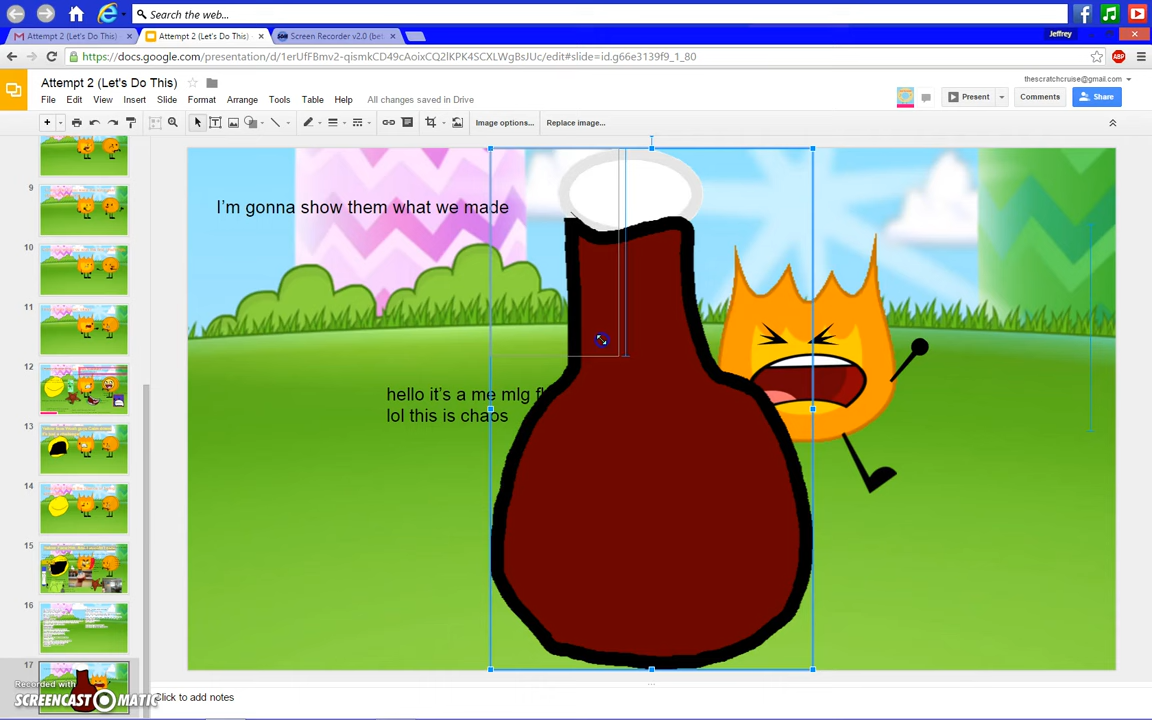 Search the web.
Attempt 2 (Let's Do This)
Attempt 2 (Let's Do This)
Screen Recorder v2.0 (be
Jeffrey
https://docs.google.com/presentation/d/1erUfFBmv2-qismkCD49cAoixCQ2lKPK4SCXLWgBsJUc/edit#slide=id.g66e3139f9_1_80
ABP
Attempt 2 (Let's Do This)
thescratchcruise@gmail.com
File Edit View Insert Slide Format Arrange Tools Table Help All changes saved in Drive
Present Comments Share
Image options... Replace image...
I'm gonna show them what we made
hello it's a me mlg f
lol this is chaos
9
10
11
12
13
14
15
16
17
Recorded with
SCREENCAST-O-MATIC
Click to add notes